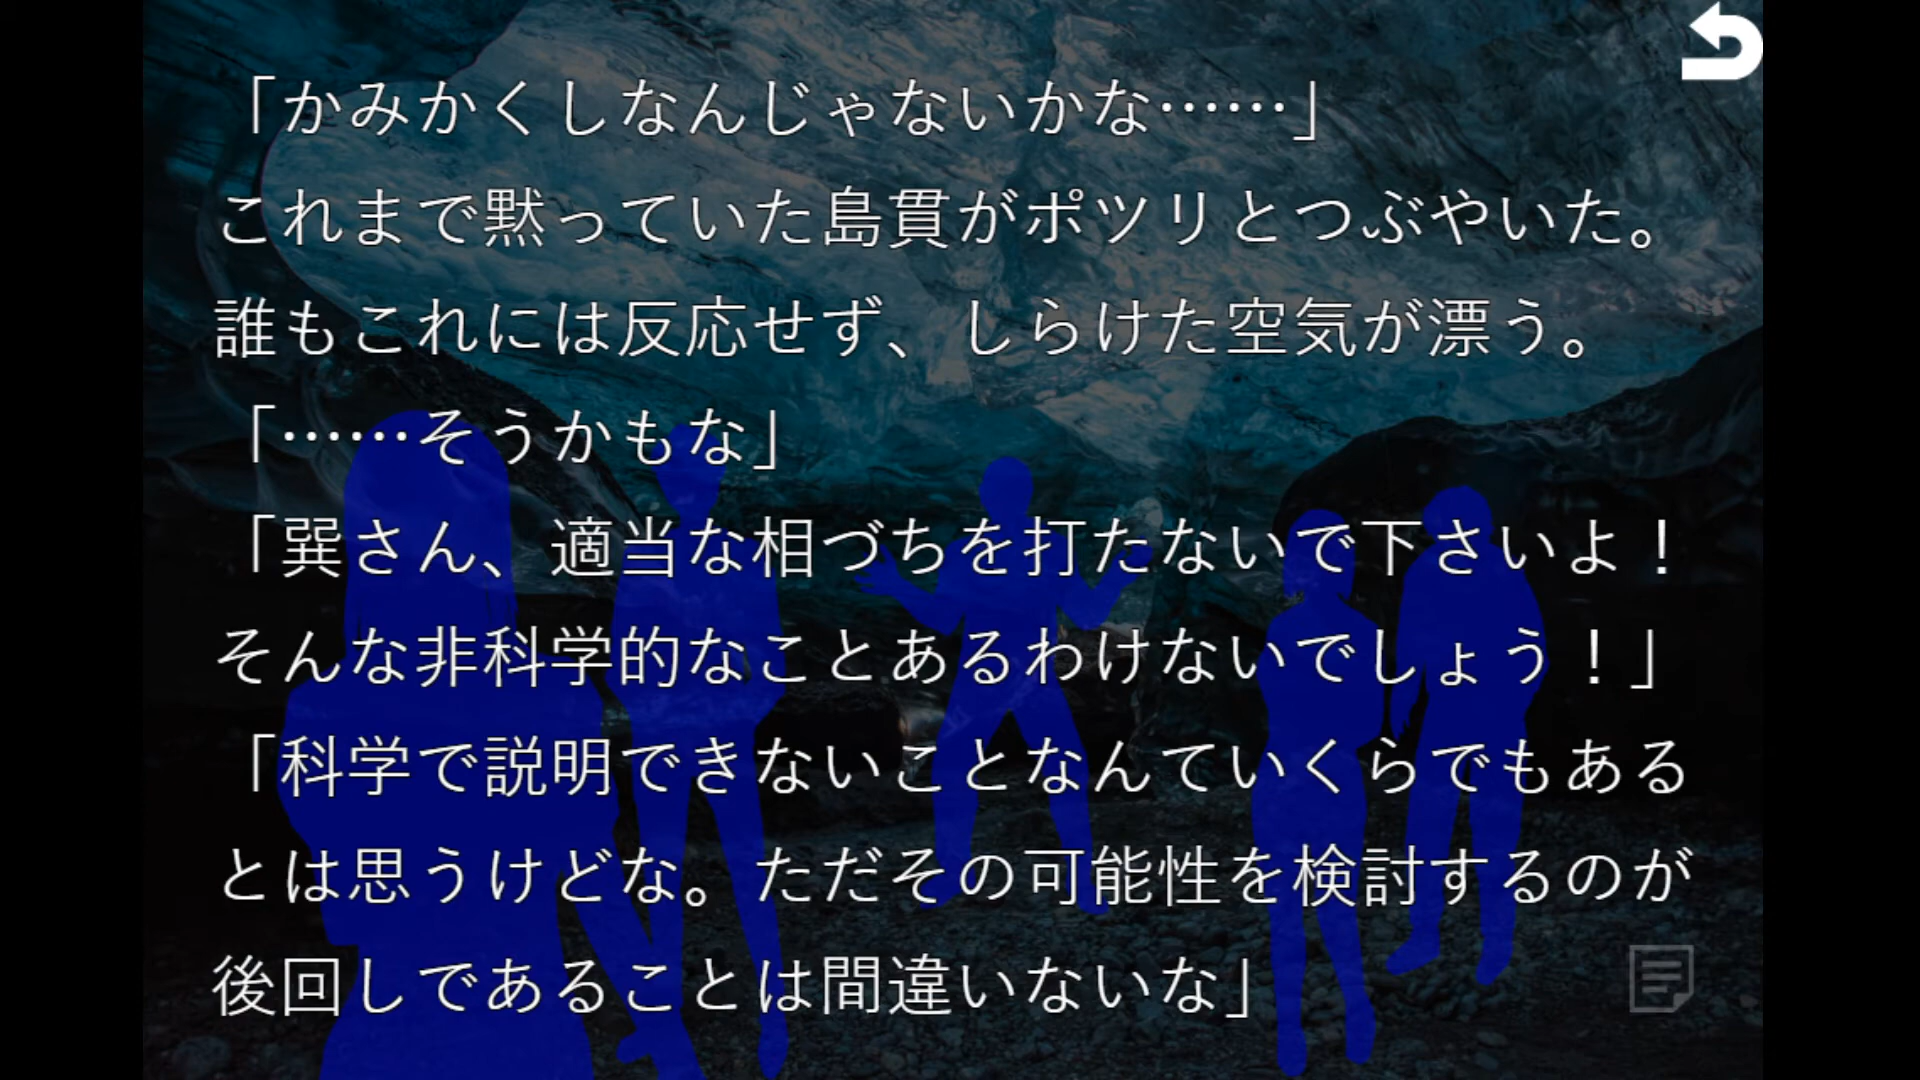 「かみかくしなんじゃないかな……」
これまで黙っていた島貫がポツリとつぶやいた。
誰もこれには反応せず、しらけた空気が漂う。
「……そうかもな」
「巽さん、適当な相づちを打たないで下さいよ！
そんな非科学的なことあるわけないでしょう！」
「科学で説明できないことなんていくらでもある
とは思うけどな。ただその可能性を検討するのが
後回しであることは間違いないな」